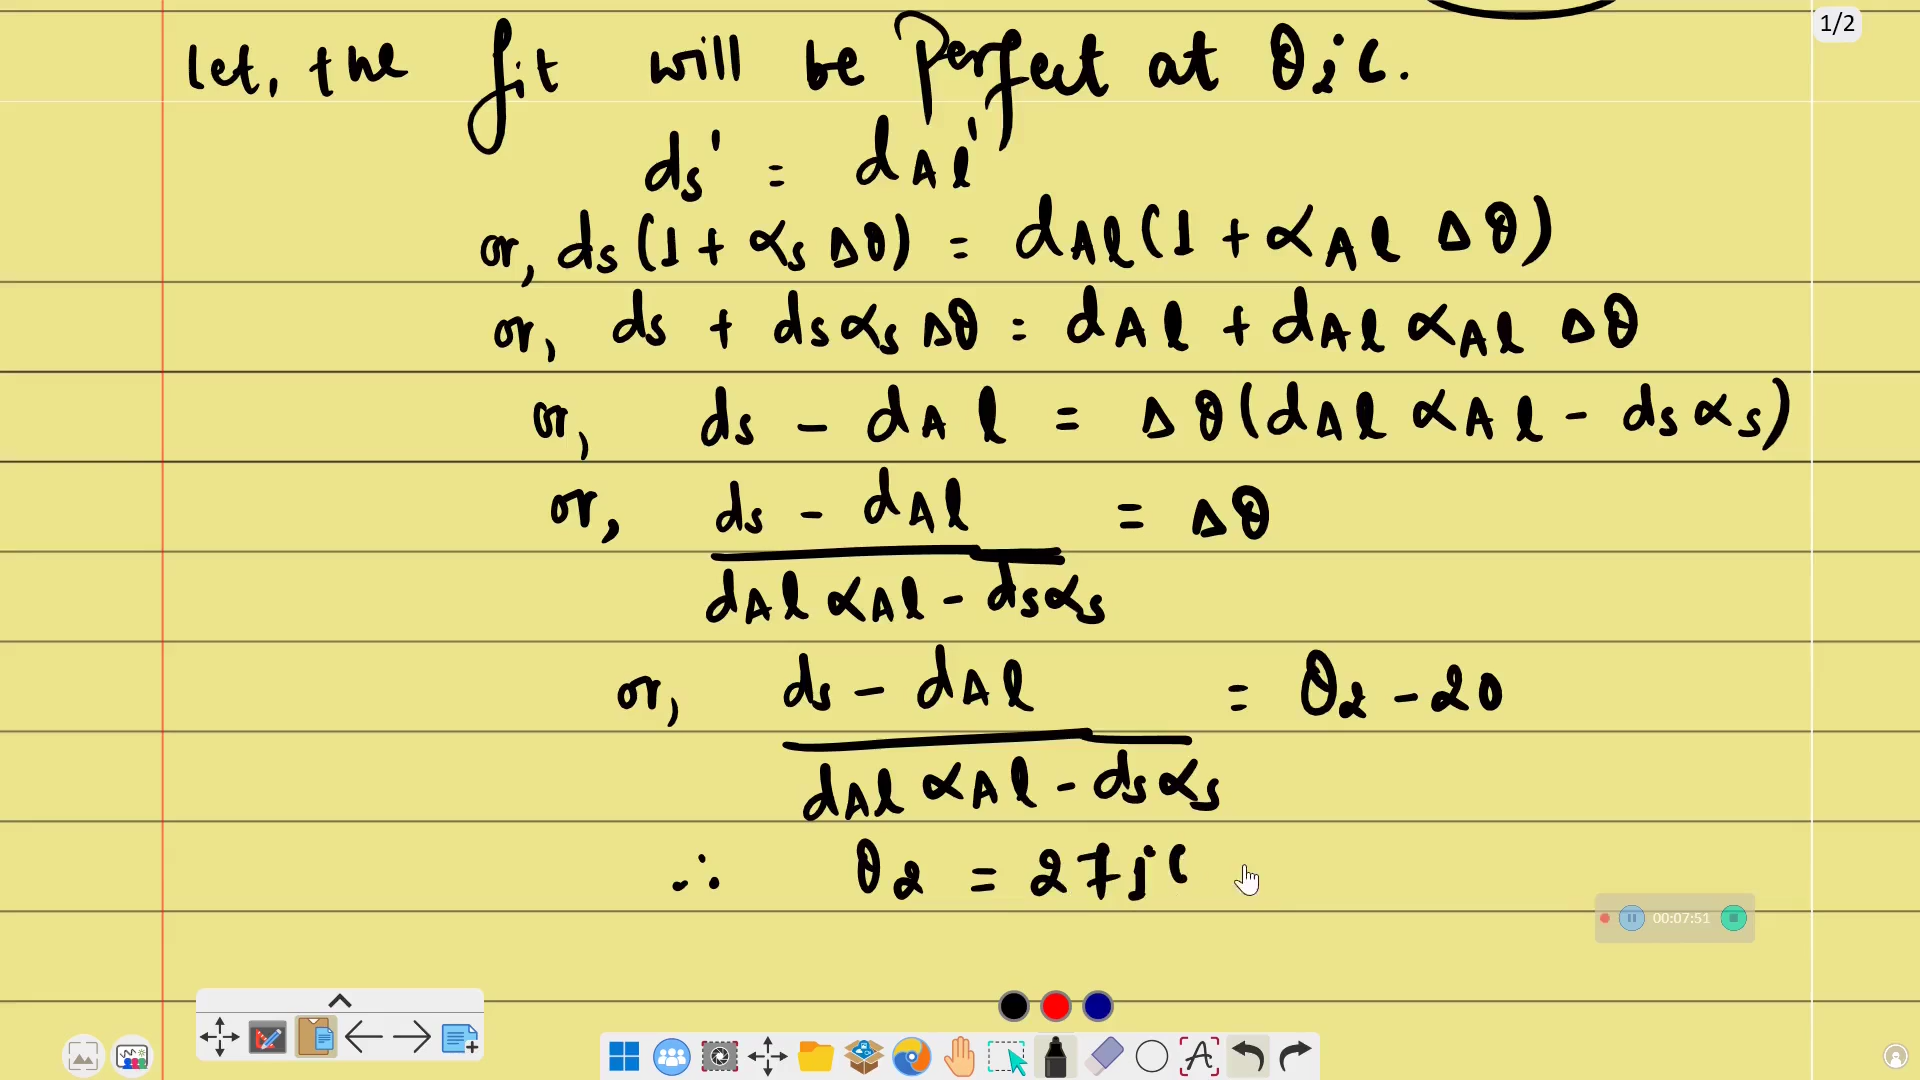 1/2
let, the fit will be perfect at θ₂°C.
ds' = dAl'
or, ds(1 + αs Δθ) = dAl(1 + αAl Δθ)
or, ds + dsαs Δθ = dAl + dAl αAl Δθ
or, ds - dAl = Δθ(dAl αAl - dsαs)
or, ds - dAl = Δθ
dAl αAl - dsαs
or, ds - dAl = θ₂ - 20
dAl αAl - dsαs
∴ θ₂ = 27°C
00:07:51